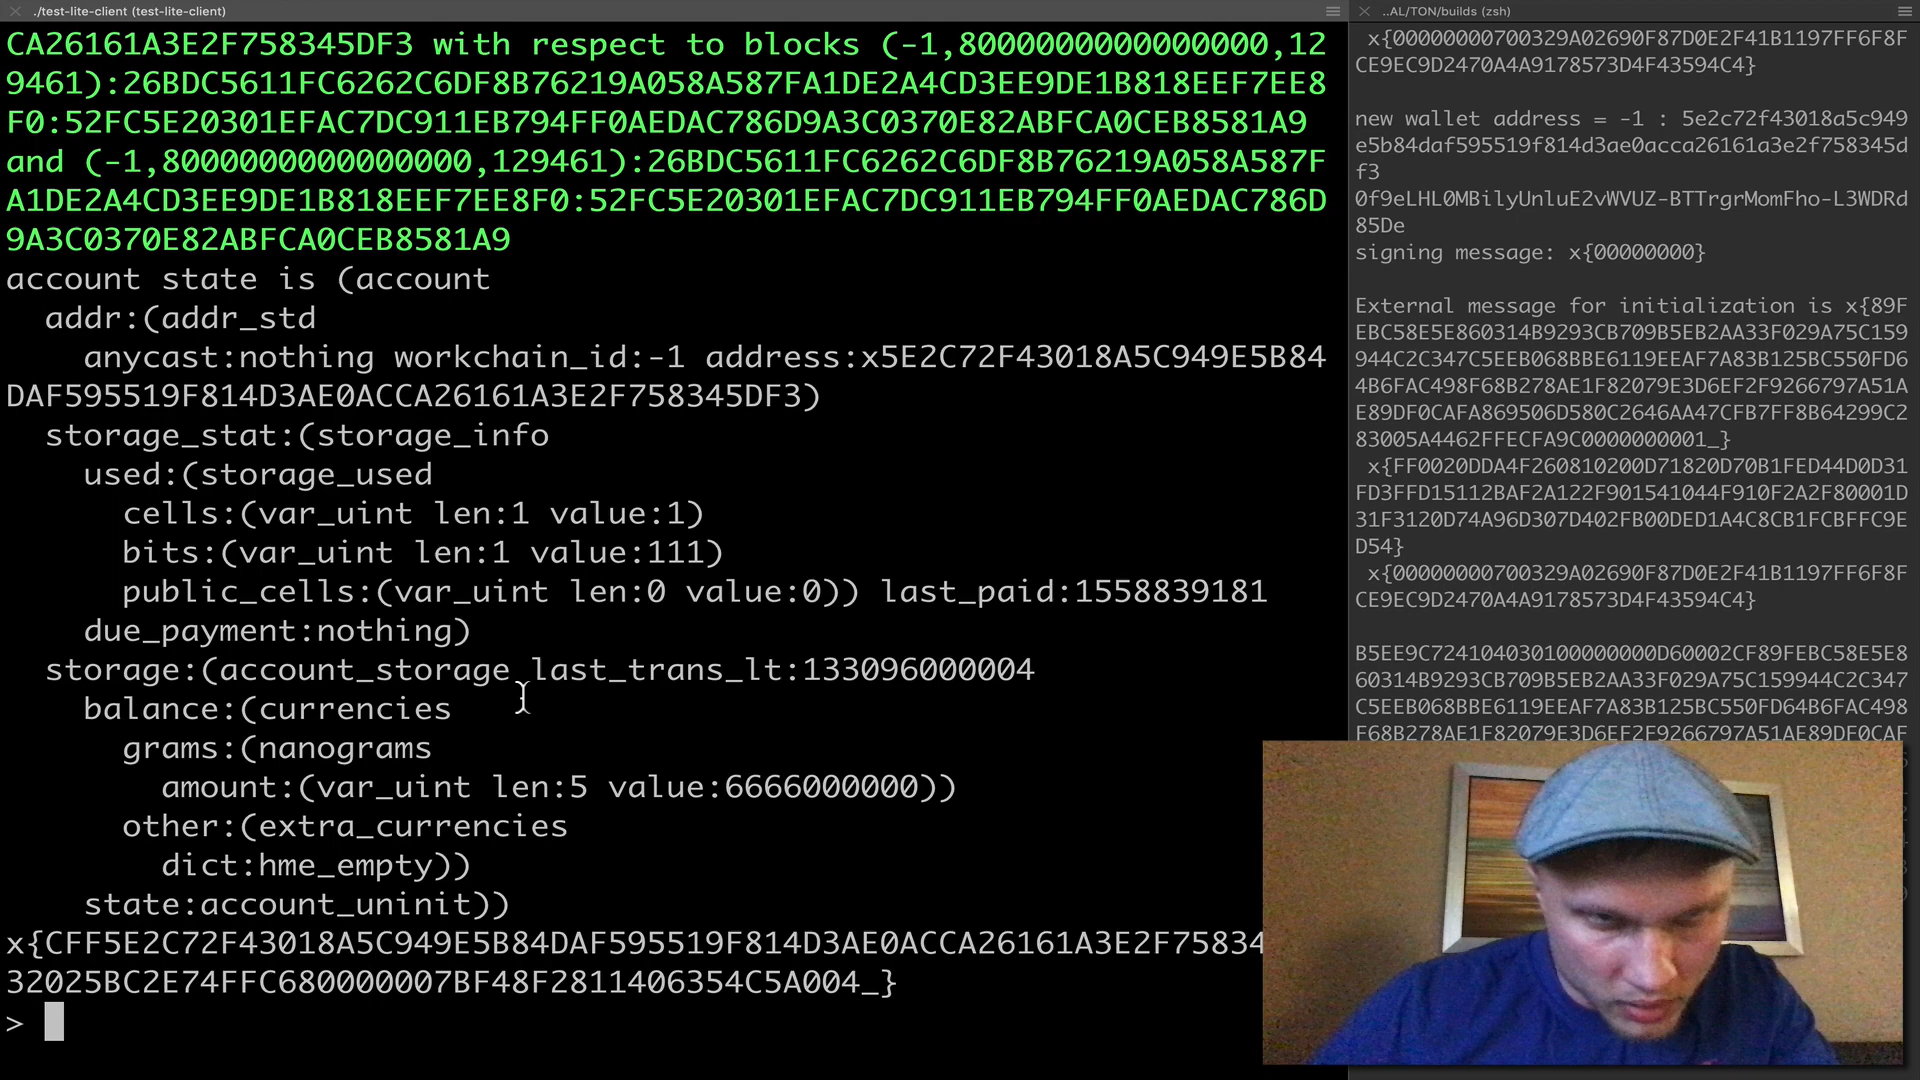 ./test-lite-client (test-lite-client)
CA26161A3E2F758345DF3 with respect to blocks (-1,8000000000000000,12
9461):26BDC5611FC6262C6DF8B76219A058A587FA1DE2A4CD3EE9DE1B818EEF7EE8
F0:52FC5E20301EFAC7DC911EB794FF0AEDAC786D9A3C0370E82ABFCA0CEB8581A9
and (-1,8000000000000000,129461):26BDC5611FC6262C6DF8B76219A058A587F
A1DE2A4CD3EE9DE1B818EEF7EE8F0:52FC5E20301EFAC7DC911EB794FF0AEDAC786D
9A3C0370E82ABFCA0CEB8581A9
account state is (account
addr:(addr_std
anycast:nothing workchain_id:-1 address:x5E2C72F43018A5C949E5B84
DAF595519F814D3AE0ACCA26161A3E2F758345DF3)
storage_stat:(storage_info
used:(storage_used
cells:(var_uint len:1 value:1)
bits:(var_uint len:1 value:111)
public_cells:(var_uint len:0 value:0)) last_paid:1558839181
due_payment:nothing)
storage:(account_storage last_trans_lt:133096000004
balance:(currencies
grams:(nanograms
amount:(var_uint len:5 value:6666000000))
other:(extra_currencies
dict:hme_empty))
state:account_uninit))
x{CFF5E2C72F43018A5C949E5B84DAF595519F814D3AE0ACCA26161A3E2F75834
32025BC2E74FFC680000007BF48F2811406354C5A004_}
>
..AL/TON/builds (zsh)
x{00000000700329A02690F87D0E2F41B1197FF6F8F
CE9EC9D2470A4A9178573D4F43594C4}
new wallet address = -1 : 5e2c72f43018a5c949
e5b84daf595519f814d3ae0acca26161a3e2f758345d
f3
0f9eLHL0MBilyUnluE2vWVUZ-BTTrgrMomFho-L3WDRd
85De
signing message: x{00000000}
External message for initialization is x{89F
EBC58E5E860314B9293CB709B5EB2AA33F029A75C159
944C2C347C5EEB068BBE6119EEAF7A83B125BC550FD6
4B6FAC498F68B278AE1F82079E3D6EF2F9266797A51A
E89DF0CAFA869506D580C2646AA47CFB7FF8B64299C2
83005A4462FFECFA9C0000000001_}
x{FF0020DDA4F260810200D71820D70B1FED44D0D31
FD3FFD15112BAF2A122F901541044F910F2A2F80001D
31F3120D74A96D307D402FB00DED1A4C8CB1FCBFFC9E
D54}
x{00000000700329A02690F87D0E2F41B1197FF6F8F
CE9EC9D2470A4A9178573D4F43594C4}
B5EE9C724104030100000000D60002CF89FEBC58E5E8
60314B9293CB709B5EB2AA33F029A75C159944C2C347
C5EEB068BBE6119EEAF7A83B125BC550FD64B6FAC498
F68B278AE1F82079E3D6EF2F9266797A51AE89DF0CAF